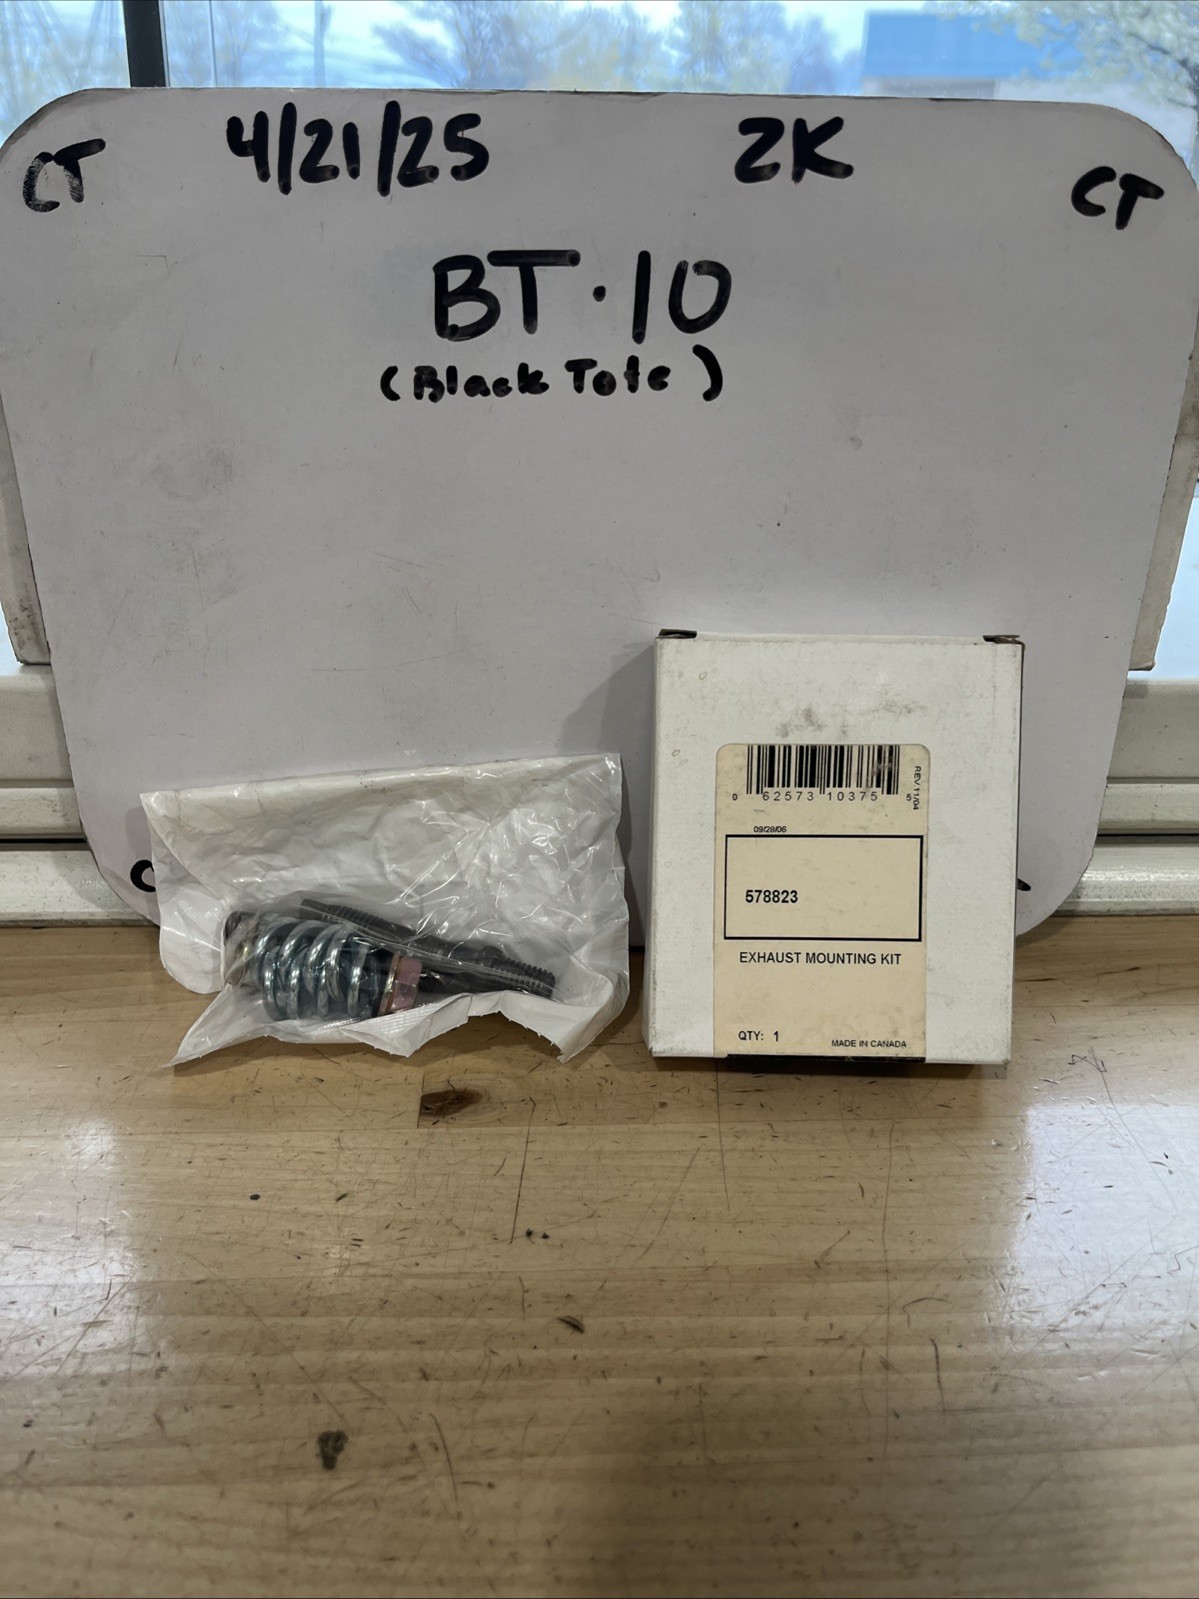 CT 4/21/25 2K CT
BT·10
(Black Tote)
0 62573 10375 5
REV 11/04
09/28/06
578823
EXHAUST MOUNTING KIT
QTY: 1 MADE IN CANADA